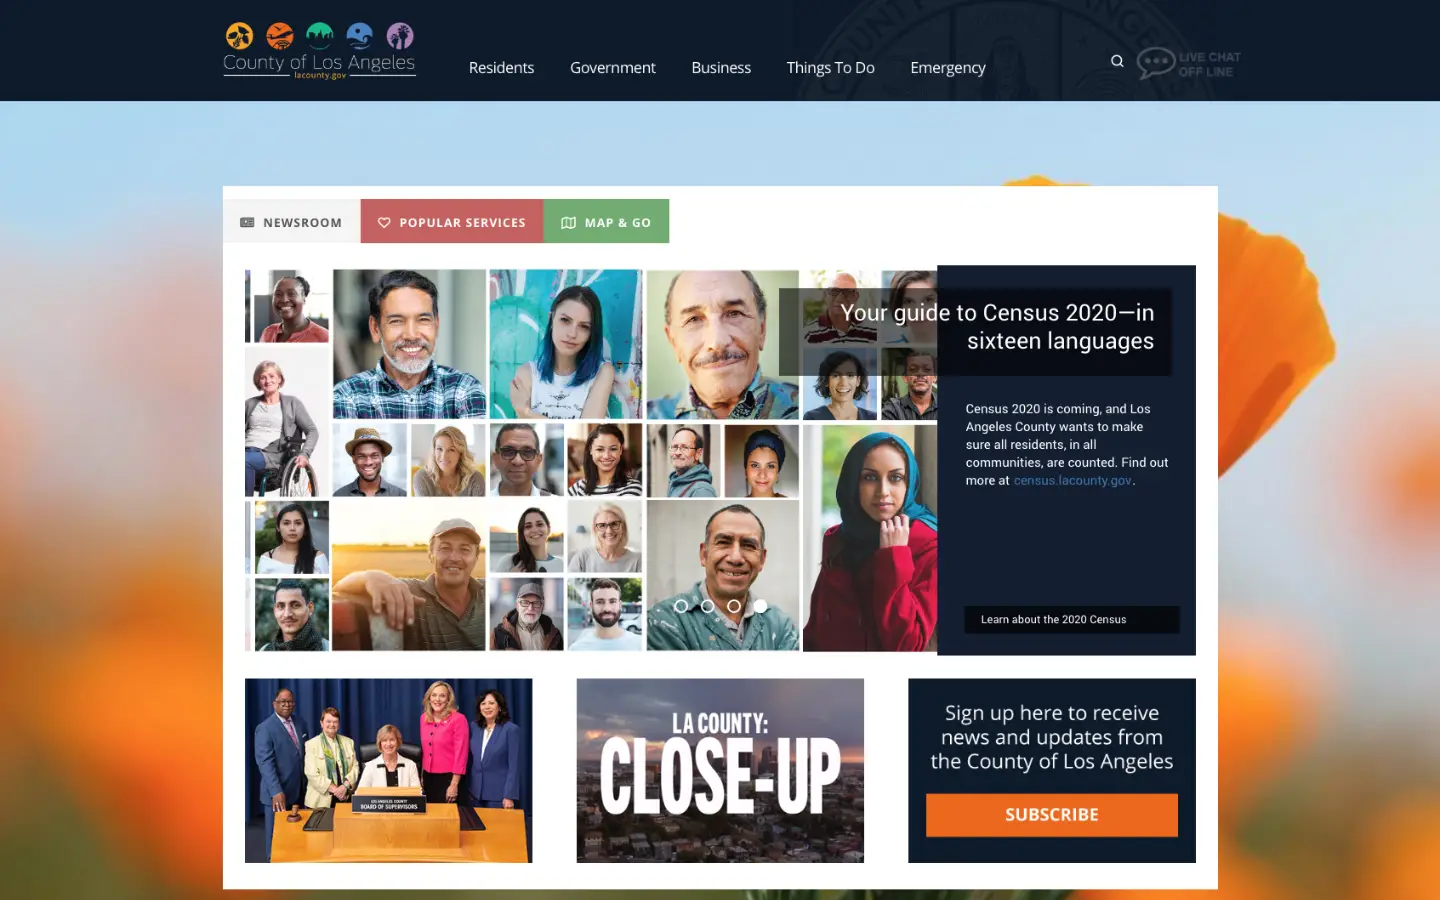 County of Los Angeles
lacounty.gov
Residents
Government
Business
Things To Do
Emergency
LIVE CHAT
OFF LINE
NEWSROOM
POPULAR SERVICES
MAP & GO
Your guide to Census 2020—in
sixteen languages
Census 2020 is coming, and Los
Angeles County wants to make
sure all residents, in all
communities, are counted. Find out
more at census.lacounty.gov.
Learn about the 2020 Census
LOS ANGELES COUNTY
BOARD OF SUPERVISORS
LA COUNTY:
CLOSE-UP
Sign up here to receive
news and updates from
the County of Los Angeles
SUBSCRIBE